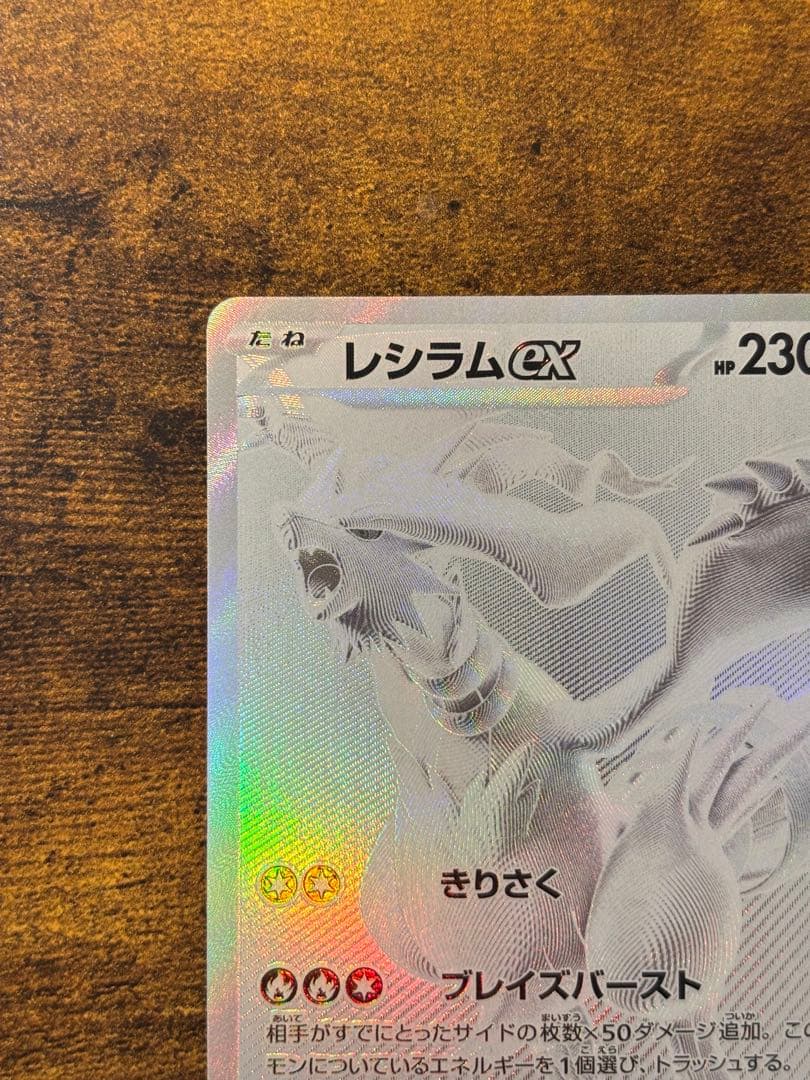 たね
レシラムex
HP 230
きりさく
ブレイズバースト
相手がすでにとったサイドの枚数×50ダメージ追加。この
モンについているエネルギーを1個選び、トラッシュする。